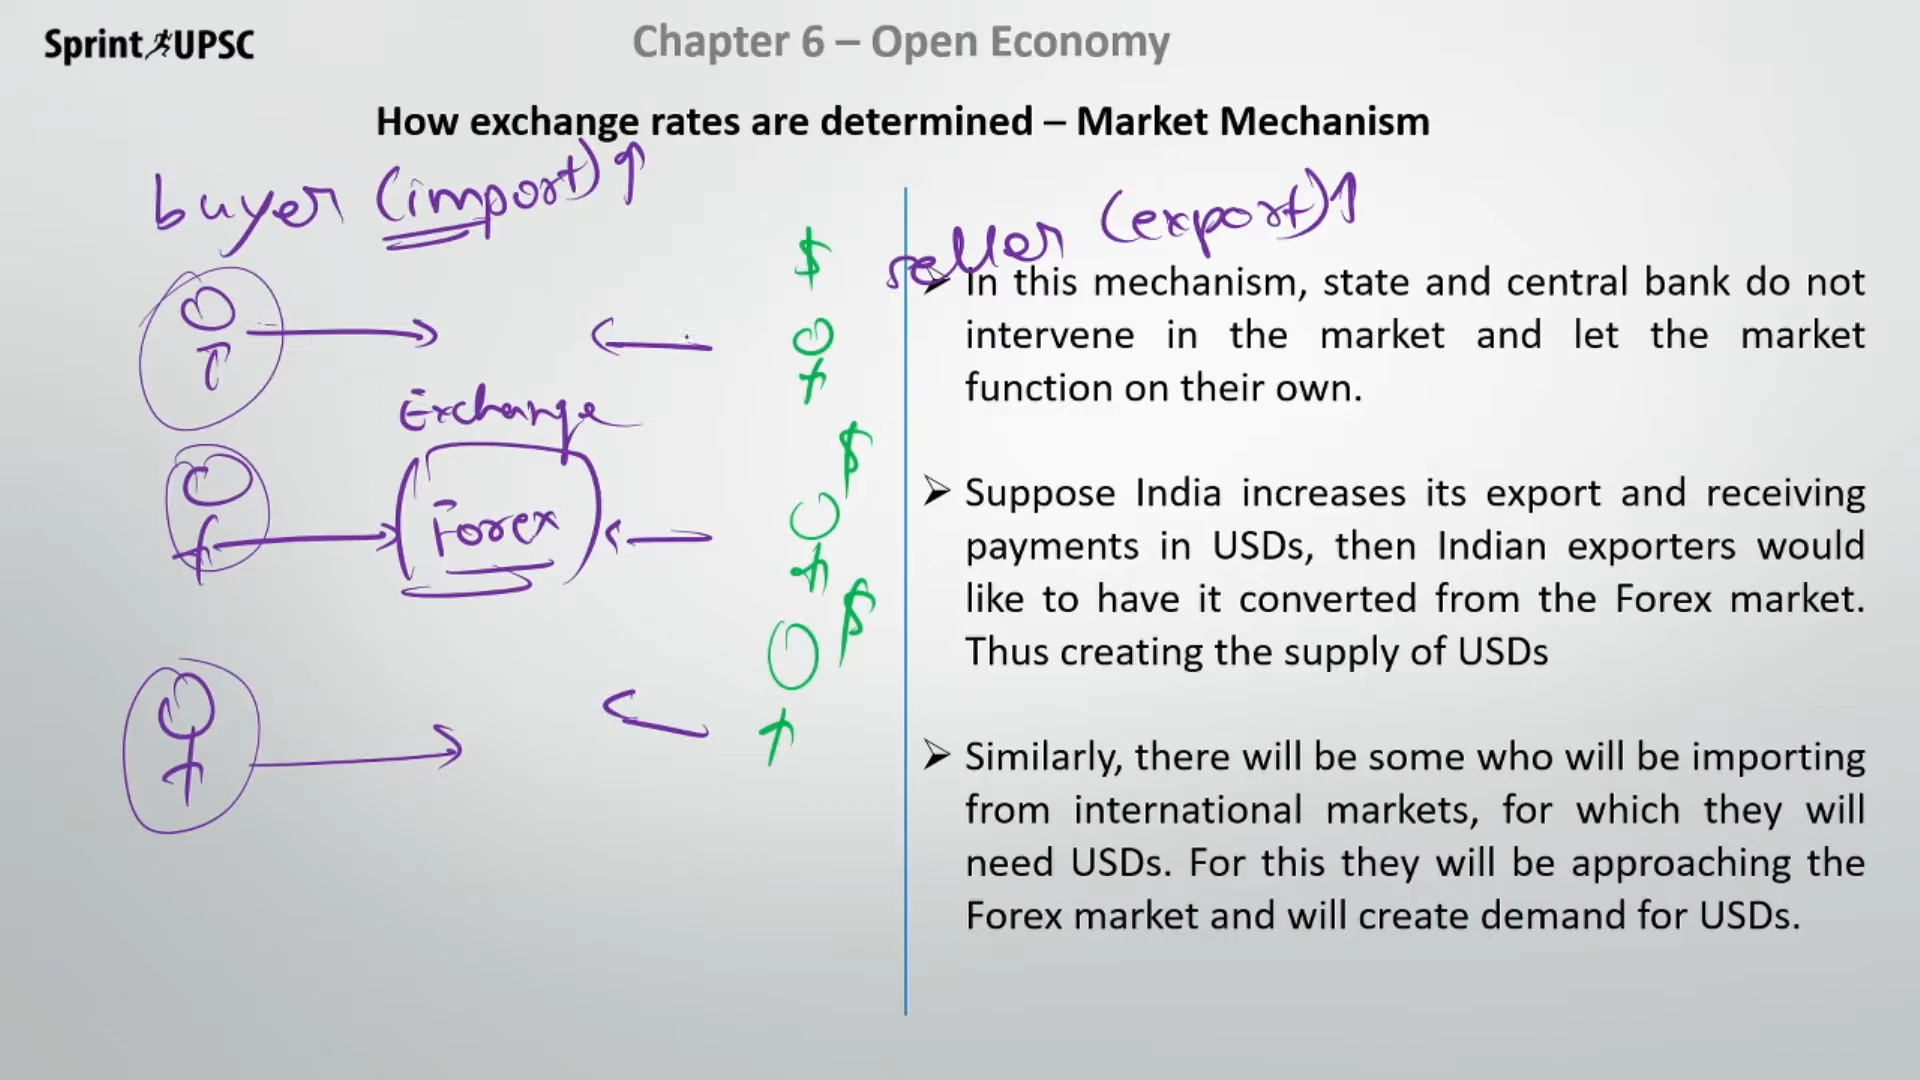 Sprint UPSC
Chapter 6 – Open Economy
How exchange rates are determined – Market Mechanism
buyer (import) ↑
seller (export) ↑
$
Exchange
Forex
$
$
➢ In this mechanism, state and central bank do not
intervene in the market and let the market
function on their own.
➢ Suppose India increases its export and receiving
payments in USDs, then Indian exporters would
like to have it converted from the Forex market.
Thus creating the supply of USDs
➢ Similarly, there will be some who will be importing
from international markets, for which they will
need USDs. For this they will be approaching the
Forex market and will create demand for USDs.